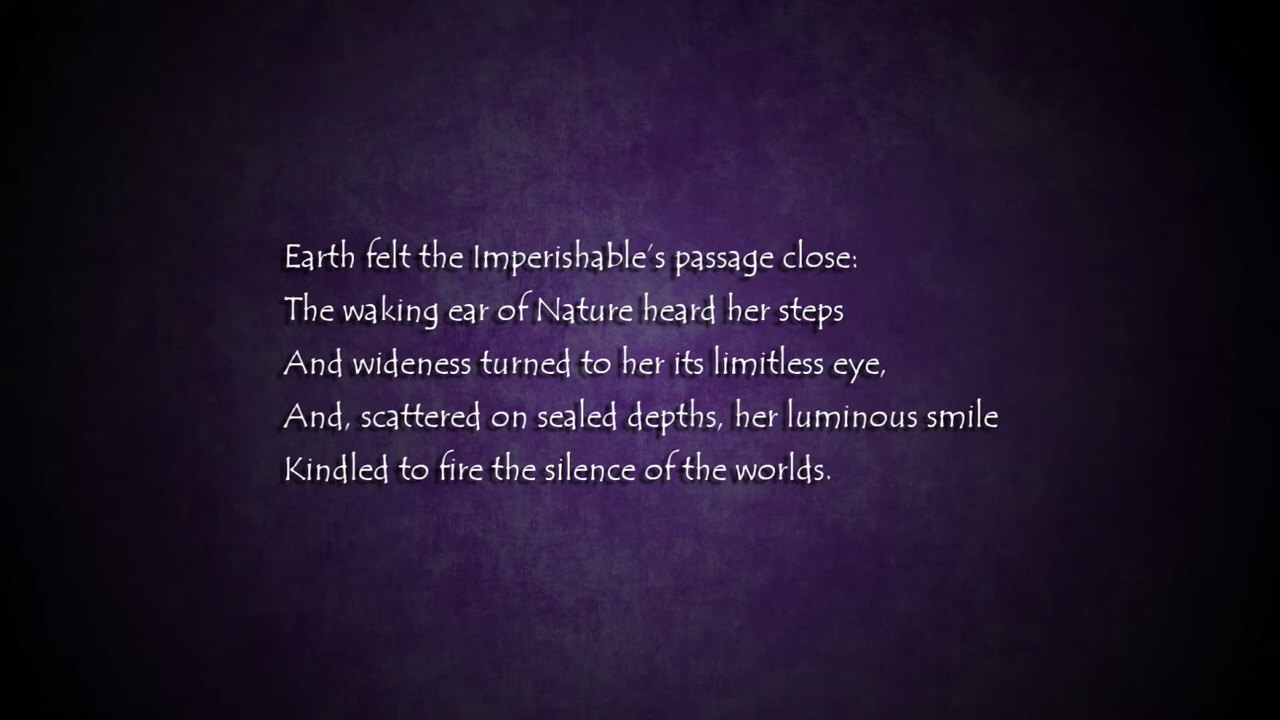 Earth felt the Imperishable's passage close:
The waking ear of Nature heard her steps
And wideness turned to her its limitless eye,
And, scattered on sealed depths, her luminous smile
Kindled to fire the silence of the worlds.